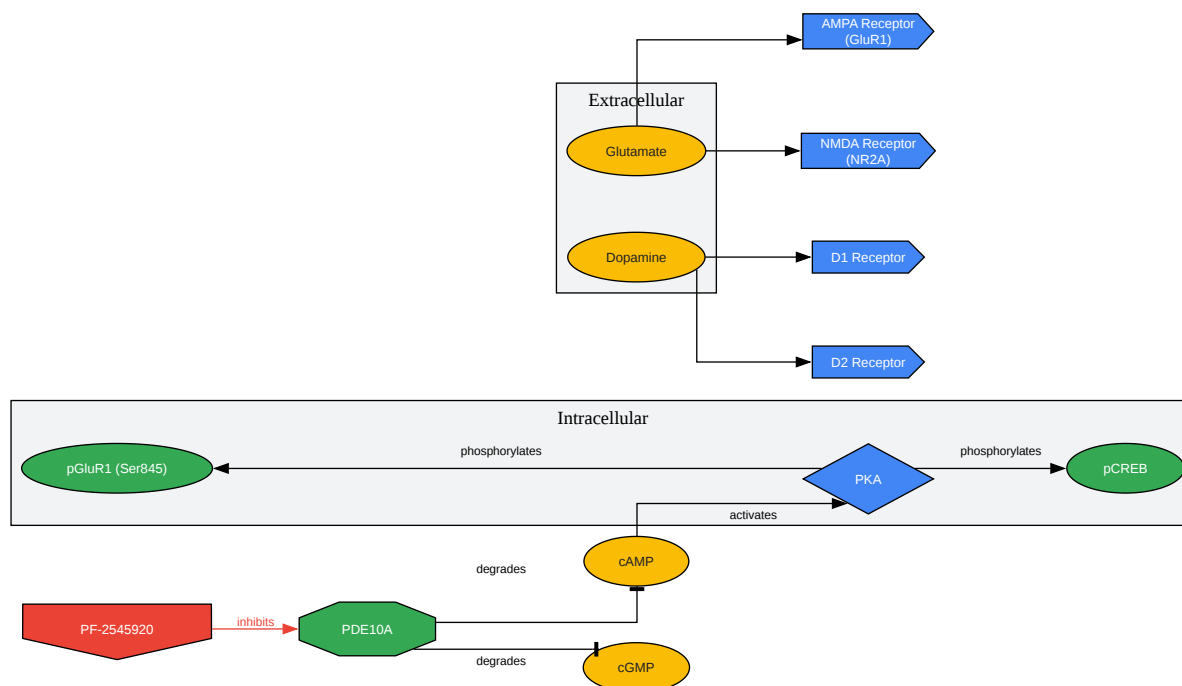 AMPA Receptor
(GluR1)
Extracellular
Glutamate
NMDA Receptor
(NR2A)
Dopamine
D1 Receptor
D2 Receptor
Intracellular
phosphorylates
phosphorylates
pGluR1 (Ser845)
PKA
pCREB
activates
cAMP
degrades
PF-2545920
inhibits
PDE10A
degrades
cGMP